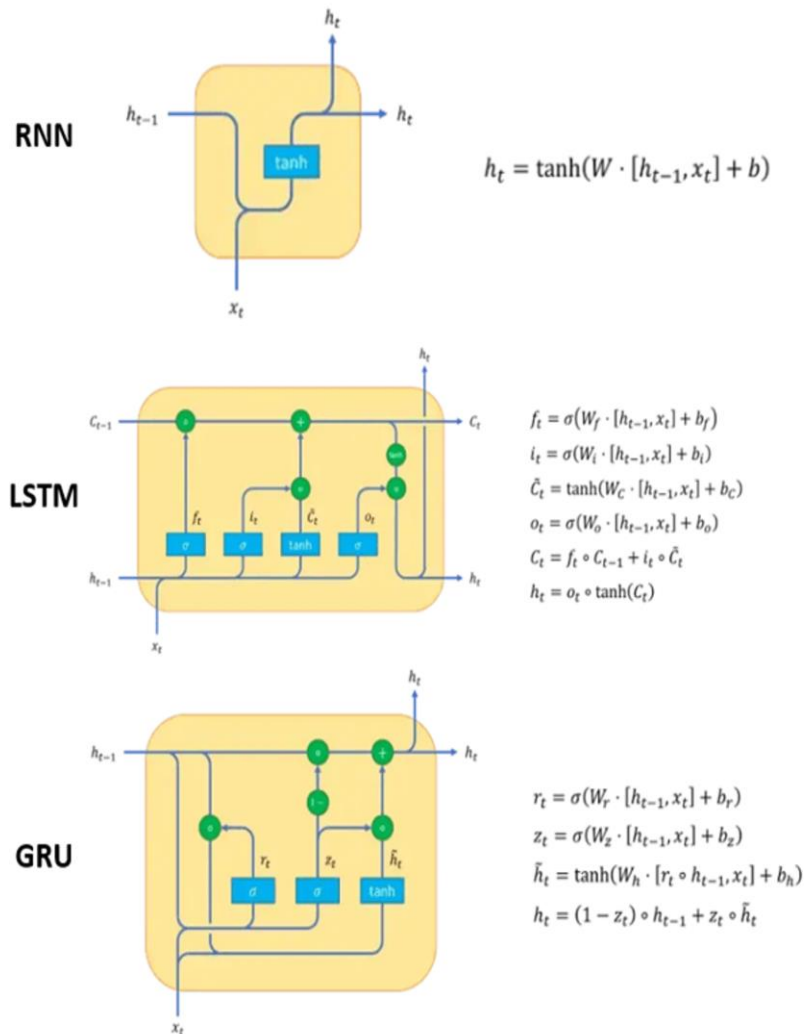 h_t
h_{t-1}
h_t
RNN
tanh
h_t = tanh(W · [h_{t-1}, x_t] + b)
x_t
h_t
C_{t-1}
+
C_t
f_t = σ(W_f · [h_{t-1}, x_t] + b_f)
tanh
i_t = σ(W_i · [h_{t-1}, x_t] + b_i)
LSTM
C̃_t = tanh(W_C · [h_{t-1}, x_t] + b_C)
f_t i_t C̃_t o_t
σ σ tanh σ
o_t = σ(W_o · [h_{t-1}, x_t] + b_o)
C_t = f_t ∘ C_{t-1} + i_t ∘ C̃_t
h_{t-1}
h_t
h_t = o_t ∘ tanh(C_t)
x_t
h_t
h_{t-1}
∘
+
h_t
1−
r_t = σ(W_r · [h_{t-1}, x_t] + b_r)
∘ ∘
z_t = σ(W_z · [h_{t-1}, x_t] + b_z)
GRU
r_t z_t h̃_t
h̃_t = tanh(W_h · [r_t ∘ h_{t-1}, x_t] + b_h)
σ σ tanh
h_t = (1 − z_t) ∘ h_{t-1} + z_t ∘ h̃_t
x_t